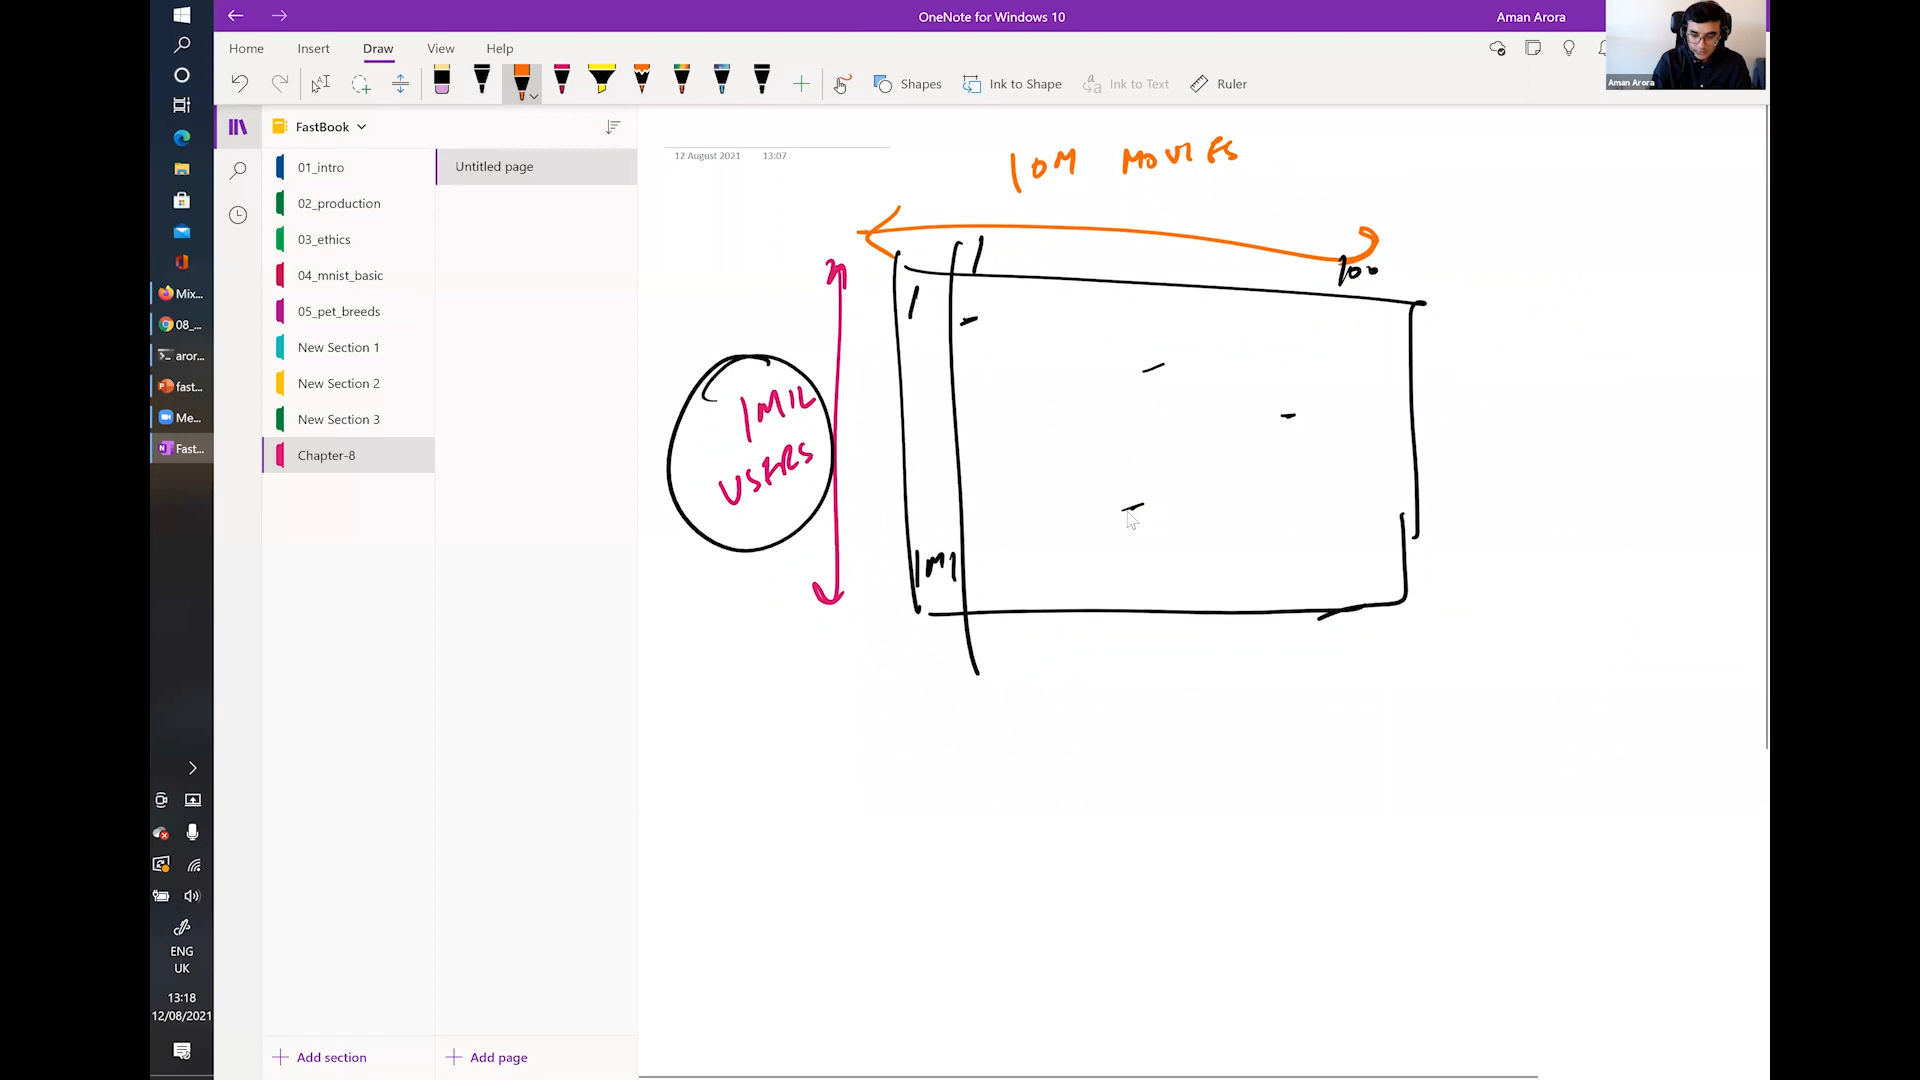 OneNote for Windows 10
Aman Arora
Home Insert Draw View Help
Shapes Ink to Shape Ink to Text Ruler
Aman Arora
FastBook
01_intro
02_production
03_ethics
04_mnist_basic
05_pet_breeds
New Section 1
New Section 2
New Section 3
Chapter-8
Add section
Untitled page
Add page
12 August 2021 13:07
10M MOVIES
1
100
1
1MIL
USERS
1M1
Mix...
08_...
aror...
fast...
Me...
Fast...
ENG
UK
13:18
12/08/2021